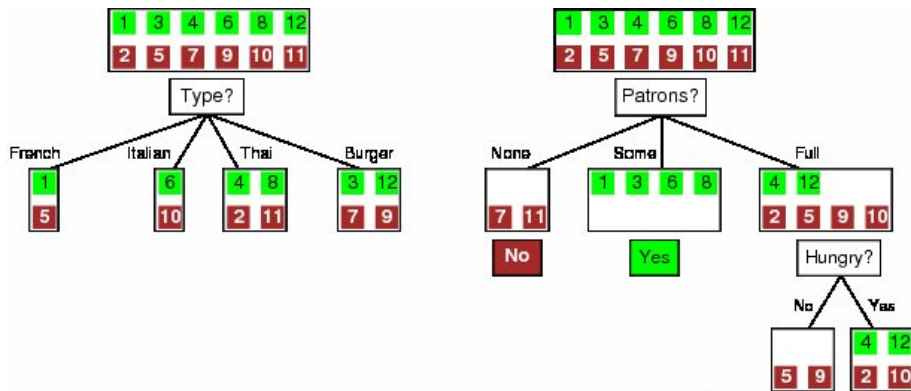 1 3 4 6 8 12
2 5 7 9 10 11
Type?
French Italian Thai Burger
1 6 4 8 3 12
5 10 2 11 7 9
1 3 4 6 8 12
2 5 7 9 10 11
Patrons?
None Some Full
1 3 6 8 4 12
7 11 2 5 9 10
No Yes Hungry?
No Yes
4 12
5 9 2 10